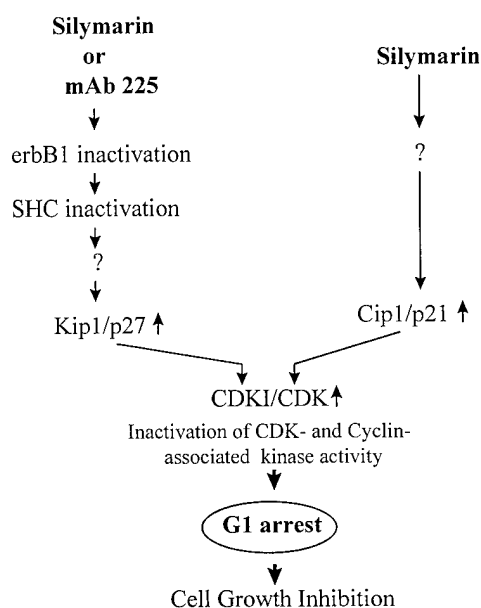 Silymarin
or
mAb 225
erbB1 inactivation
SHC inactivation
?
Kip1/p27
Silymarin
?
Cip1/p21
CDKI/CDK
Inactivation of CDK- and Cyclin-
associated kinase activity
G1 arrest
Cell Growth Inhibition